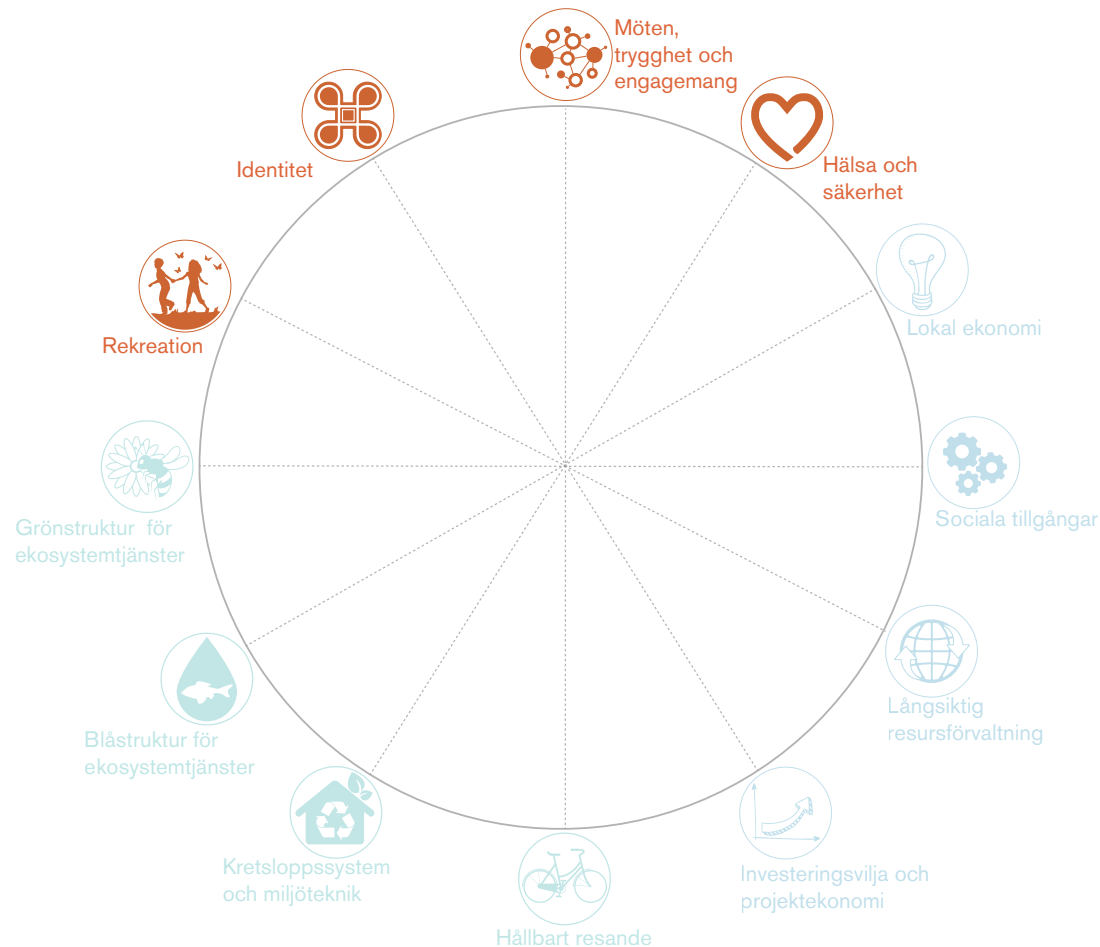 Möten,
trygghet och
engagemang
Hälsa och
säkerhet
Lokal ekonomi
Sociala tillgångar
Långsiktig
resursförvaltning
Investeringsvilja och
projektekonomi
Hållbart resande
Kretsloppssystem
och miljöteknik
Blåstruktur för
ekosystemtjänster
Grönstruktur för
ekosystemtjänster
Rekreation
Identitet